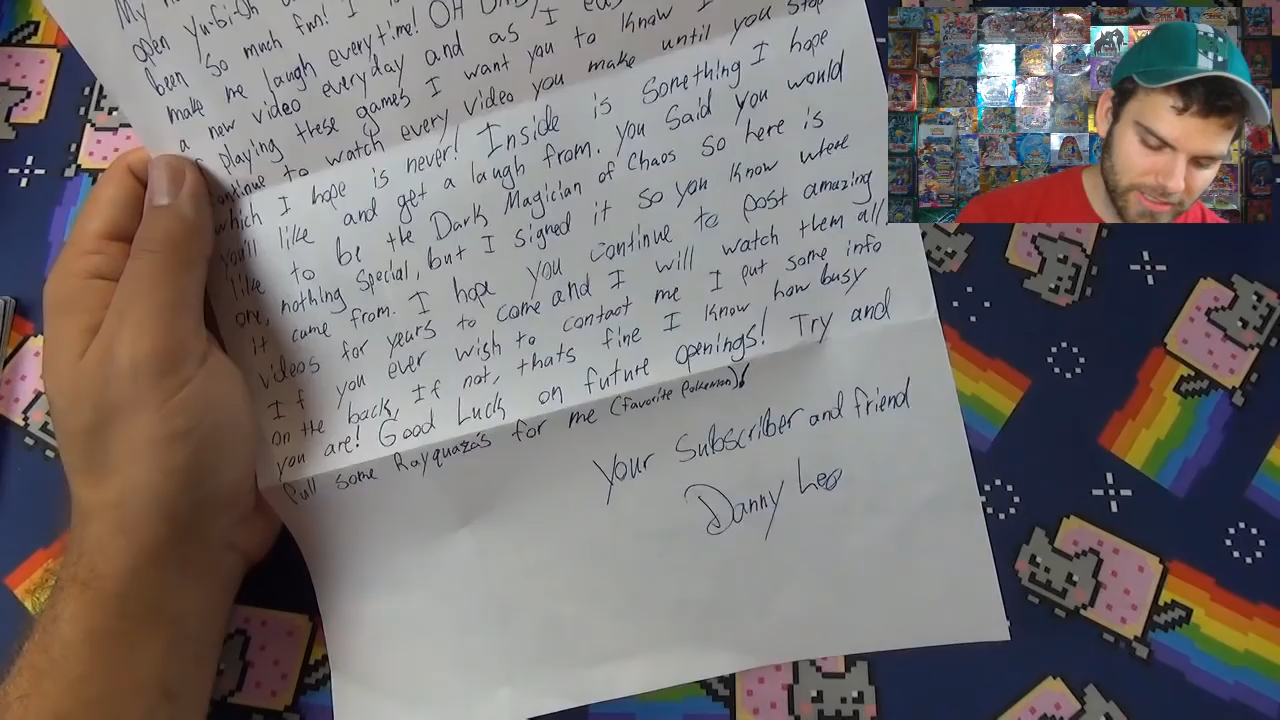 My
open Yu-Gi-Oh
been so much fun! I
make me laugh every time! OH
a new video everyday and as I
playing these games I want you to know I
continue to watch every video you make until you stop
which I hope is never! Inside is something I hope
you'll like and get a laugh from. You said you would
like to be the Dark Magician of Chaos so here is
one, nothing special, but I signed it so you know where
it came from. I hope you continue to post amazing
videos for years to come and I will watch them all
If you ever wish to contact me I put some info
on the back, If not, thats fine I know how busy
you are! Good Luck on future openings! Try and
Pull some Rayquaza's for me (favorite Pokemon)!
Your Subscriber and friend
Danny Leo